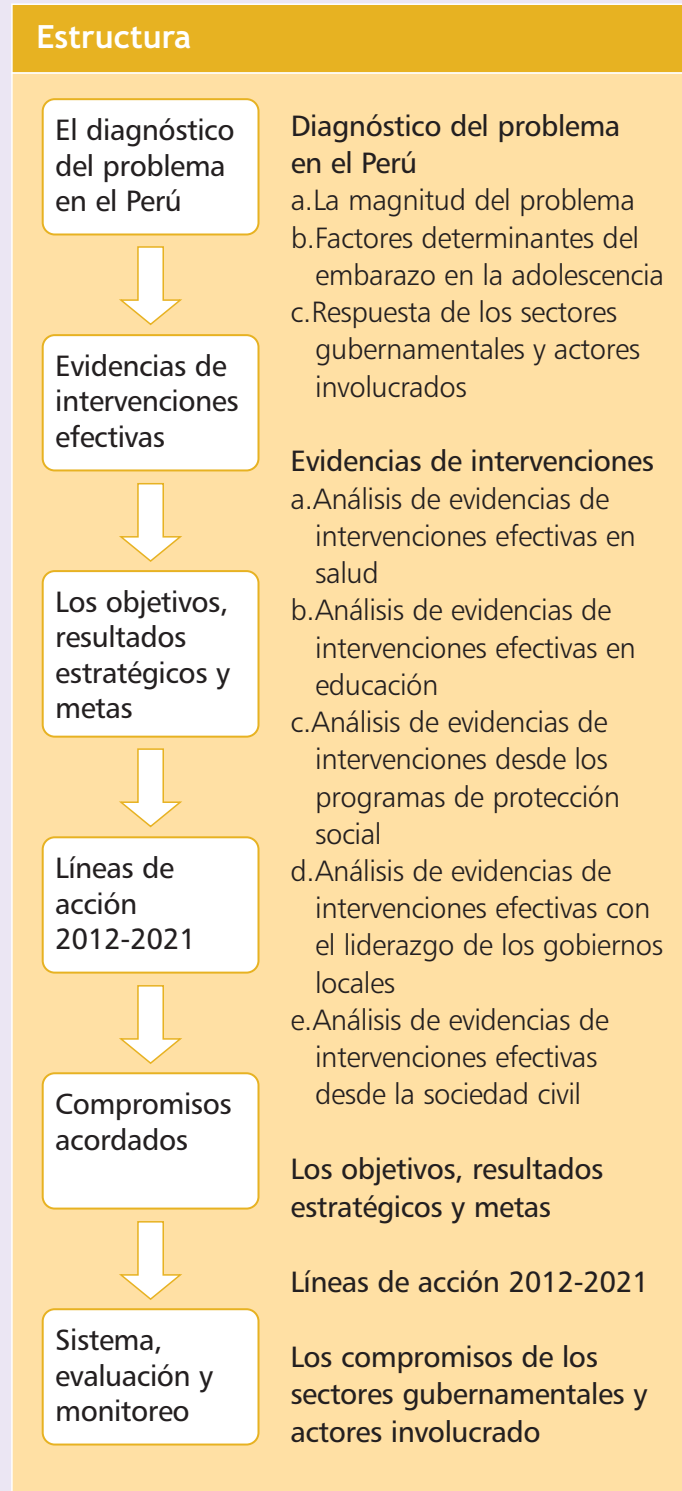 Estructura
El diagnóstico
del problema
en el Perú
Evidencias de
intervenciones
efectivas
Los objetivos,
resultados
estratégicos y
metas
Líneas de
acción
2012-2021
Compromisos
acordados
Sistema,
evaluación y
monitoreo
Diagnóstico del problema
en el Perú
a.La magnitud del problema
b.Factores determinantes del
embarazo en la adolescencia
c.Respuesta de los sectores
gubernamentales y actores
involucrados
Evidencias de intervenciones
a.Análisis de evidencias de
intervenciones efectivas en
salud
b.Análisis de evidencias de
intervenciones efectivas en
educación
c.Análisis de evidencias de
intervenciones desde los
programas de protección
social
d.Análisis de evidencias de
intervenciones efectivas con
el liderazgo de los gobiernos
locales
e.Análisis de evidencias de
intervenciones efectivas
desde la sociedad civil
Los objetivos, resultados
estratégicos y metas
Líneas de acción 2012-2021
Los compromisos de los
sectores gubernamentales y
actores involucrado